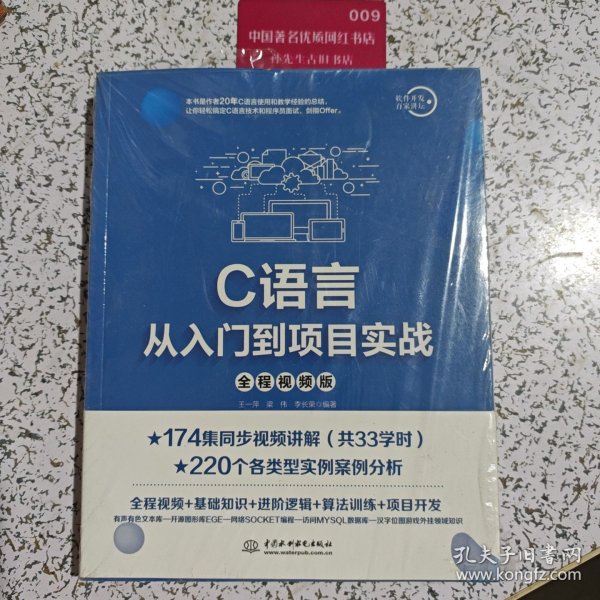 009
中国著名优质网红书店
孙先生古旧书店
本书是作者20年C语言使用和教学经验的总结，
让你轻松搞定C语言技术和程序员面试、剑指Offer。
软件开发
百家讲坛
C语言
从入门到项目实战
全程视频版
王一萍 梁伟 李长荣◎编著
★174集同步视频讲解（共33学时）
★220个各类型实例案例分析
全程视频+基础知识+进阶逻辑+算法训练+项目开发
有声有色文本库—开源图形库EGE—网络SOCKET编程—访问MYSQL数据库—汉字位图游戏外挂领域知识
中国水利水电出版社
www.waterpub.com.cn
孔夫子旧书网
www.kongfz.com